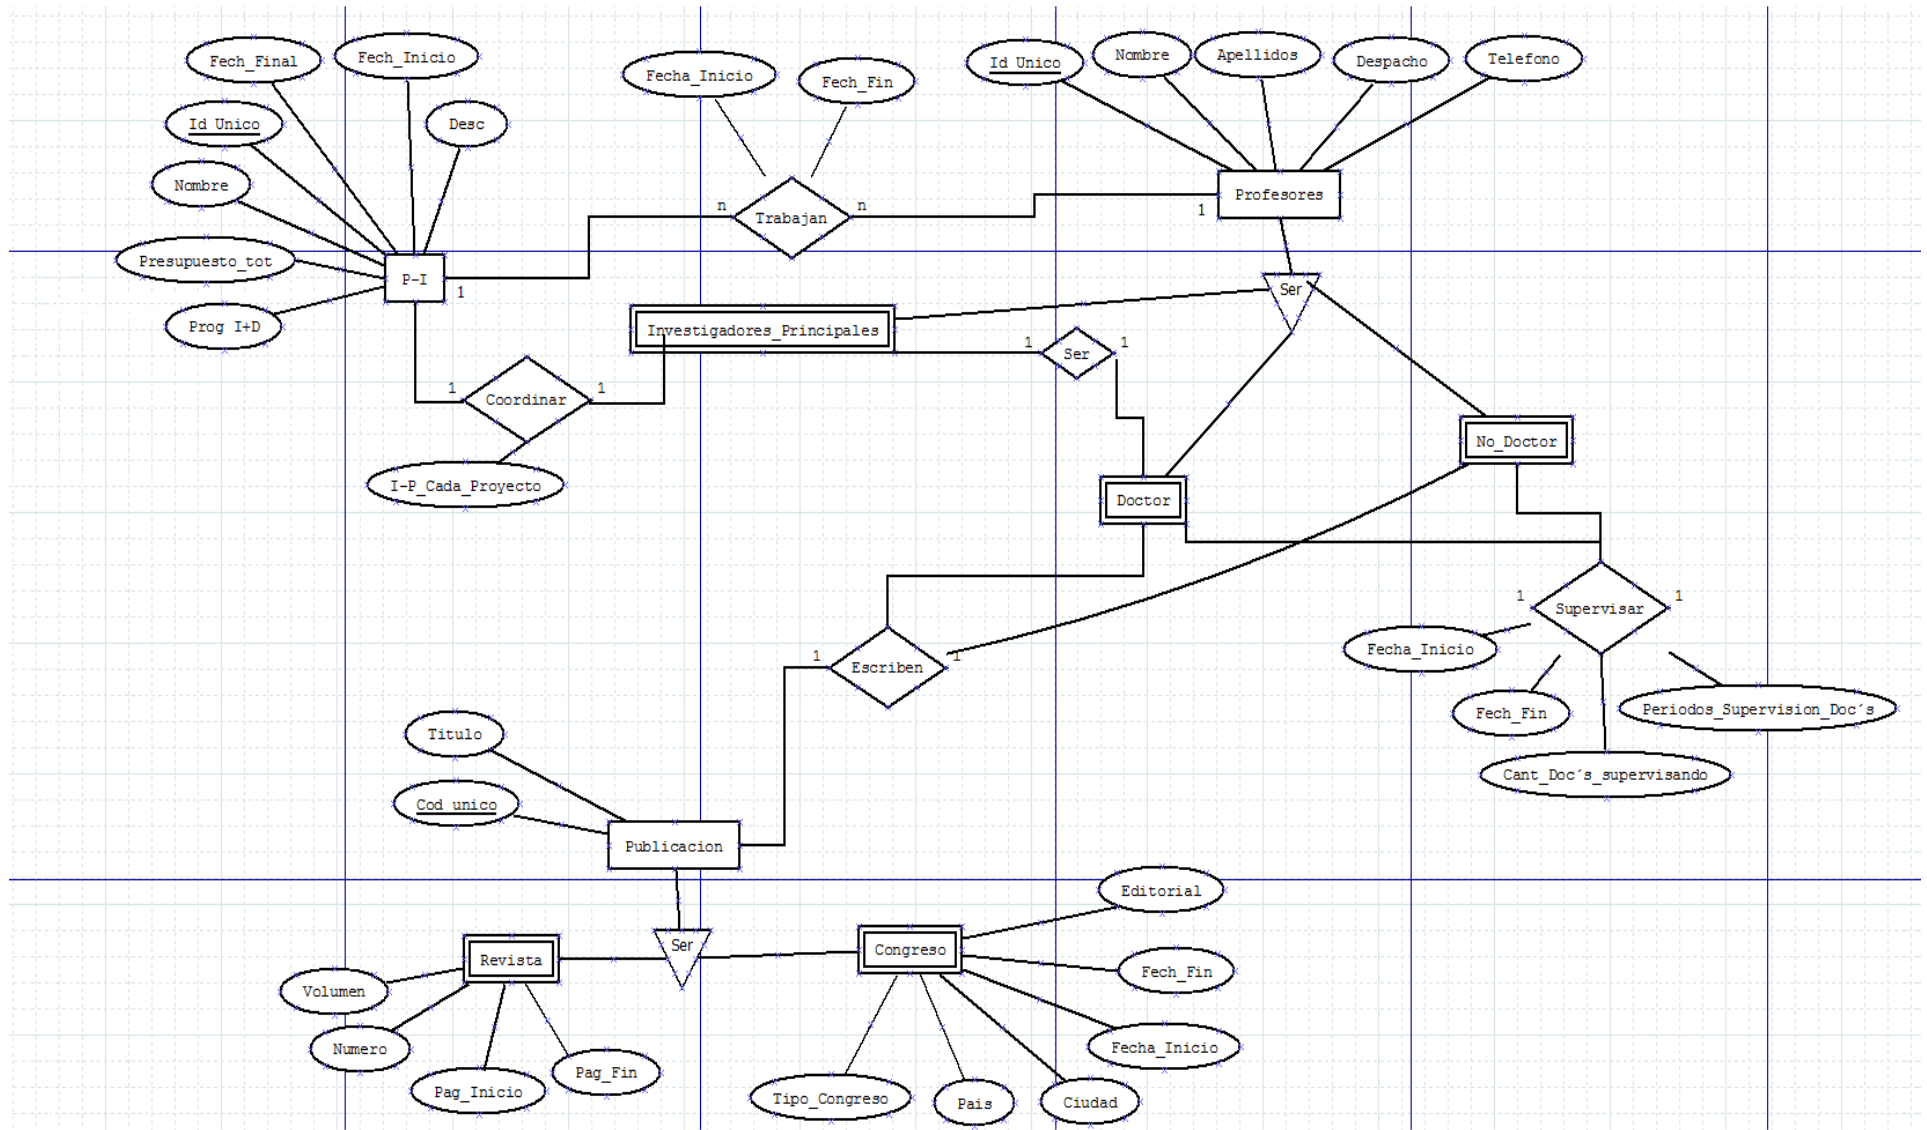 Fech_Final
Fech_Inicio
Id Unico
Desc
Nombre
Presupuesto_tot
Prog I+D
P-I
1
Fecha_Inicio
Fech_Fin
n
Trabajan
n
Id Unico
Nombre
Apellidos
Despacho
Telefono
Profesores
1
Ser
Investigadores_Principales
1
Ser
1
1
Coordinar
1
I-P_Cada_Proyecto
No_Doctor
Doctor
1
Supervisar
1
Fecha_Inicio
Fech_Fin
Periodos_Supervision_Doc´s
Cant_Doc´s_supervisando
1
Escriben
1
Titulo
Cod unico
Publicacion
Ser
Revista
Volumen
Numero
Pag_Inicio
Pag_Fin
Congreso
Editorial
Fech_Fin
Fecha_Inicio
Tipo_Congreso
Pais
Ciudad